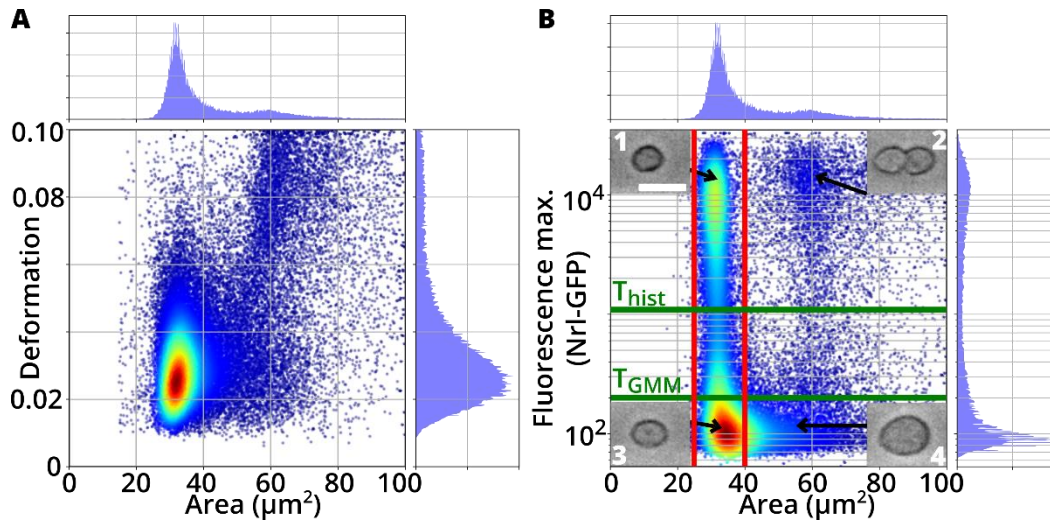 A
B
0.10
0.08
0.02
0
Deformation
0
20
40
60
80
100
Area (μm²)
1
2
3
4
10⁴
10²
Fluorescence max.
(Nrl-GFP)
T_hist
T_GMM
0
20
40
60
80
100
Area (μm²)